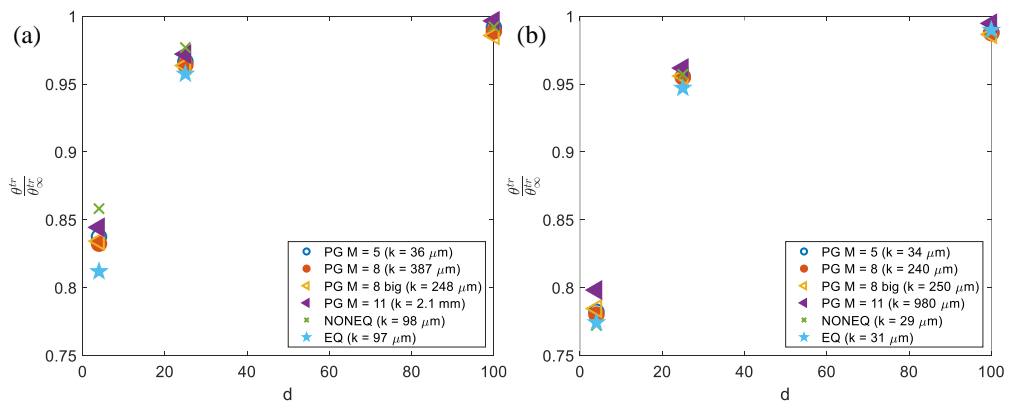 (a)
1
0.95
0.9
0.85
0.8
0.75
θ^tr / θ^tr_∞
0 20 40 60 80 100
d
PG M = 5 (k = 36 μm)
PG M = 8 (k = 387 μm)
PG M = 8 big (k = 248 μm)
PG M = 11 (k = 2.1 mm)
NONEQ (k = 98 μm)
EQ (k = 97 μm)
(b)
1
0.95
0.9
0.85
0.8
0.75
θ^tr / θ^tr_∞
0 20 40 60 80 100
d
PG M = 5 (k = 34 μm)
PG M = 8 (k = 240 μm)
PG M = 8 big (k = 250 μm)
PG M = 11 (k = 980 μm)
NONEQ (k = 29 μm)
EQ (k = 31 μm)